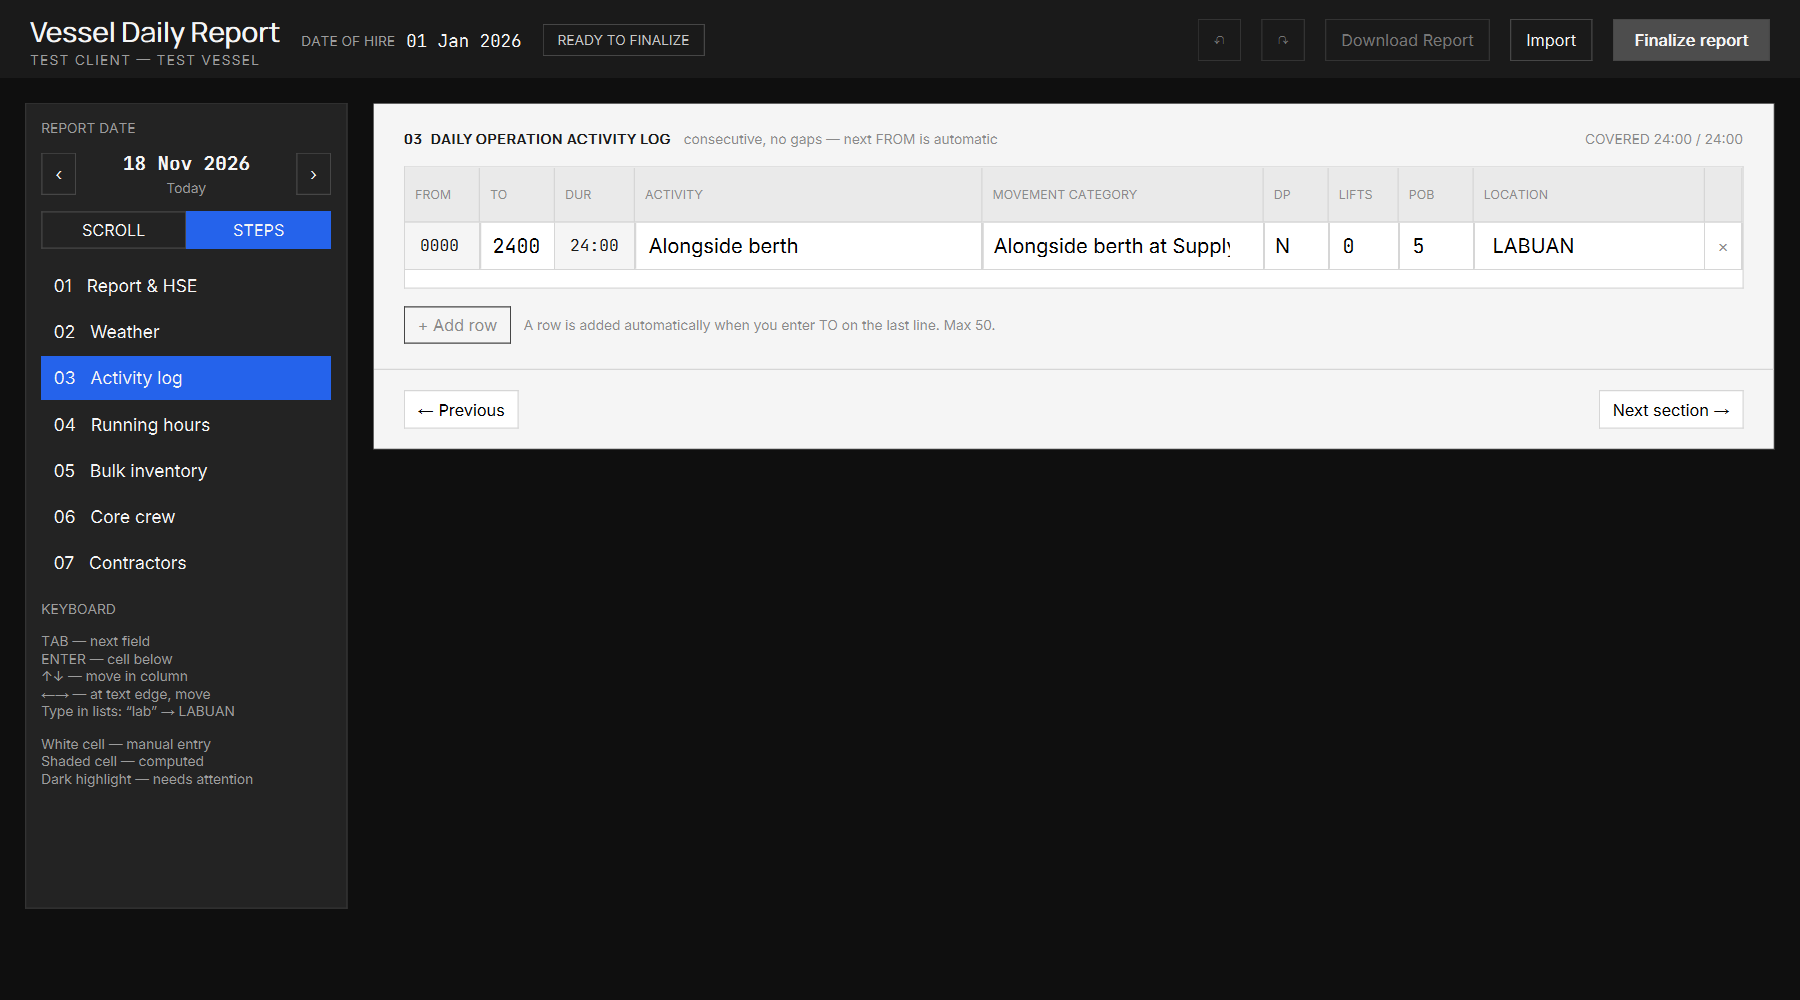 Vessel Daily Report
TEST CLIENT — TEST VESSEL
DATE OF HIRE 01 Jan 2026
READY TO FINALIZE
↶
↷
Download Report
Import
Finalize report
REPORT DATE
‹
18 Nov 2026
Today
›
SCROLL
STEPS
01 Report & HSE
02 Weather
03 Activity log
04 Running hours
05 Bulk inventory
06 Core crew
07 Contractors
KEYBOARD
TAB — next field
ENTER — cell below
↑↓ — move in column
←→ — at text edge, move
Type in lists: “lab” → LABUAN
White cell — manual entry
Shaded cell — computed
Dark highlight — needs attention
03 DAILY OPERATION ACTIVITY LOG consecutive, no gaps — next FROM is automatic
COVERED 24:00 / 24:00
FROM TO DUR ACTIVITY MOVEMENT CATEGORY DP LIFTS POB LOCATION
0000 2400 24:00 Alongside berth Alongside berth at Supply N 0 5 LABUAN ×
+ Add row
A row is added automatically when you enter TO on the last line. Max 50.
← Previous
Next section →